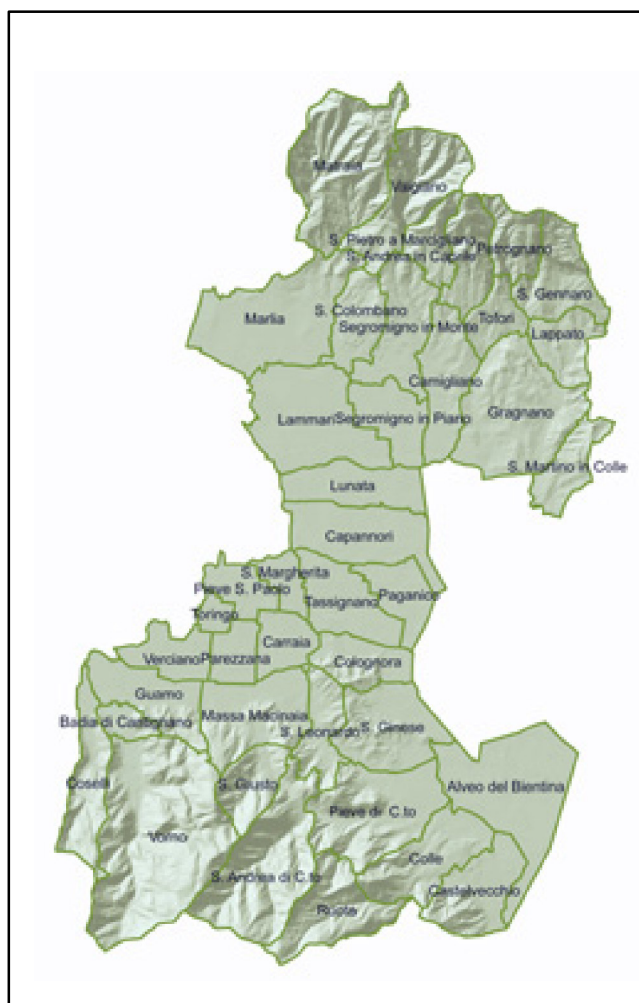 Matraia
Valgiano
S. Pietro a Marcigliano
S. Andrea in Caprile
Petrognano
S. Gennaro
Marlia
S. Colombano
Segromigno in Monte
Tofori
Lappato
Camigliano
Gragnano
Lammari
Segromigno in Piano
S. Martino in Colle
Lunata
Capannori
S. Margherita
Pieve S. Paolo
Tassignano
Paganico
Toringo
Carraia
Verciano
Parezzana
Colognora
Guamo
Massa Macinaia
Badia di Cantignano
S. Leonardo
S. Ginese
Coselli
S. Giusto
Alveo del Bientina
Vorno
Pieve di C.to
Colle
S. Andrea di C.to
Castelvecchio
Ruota